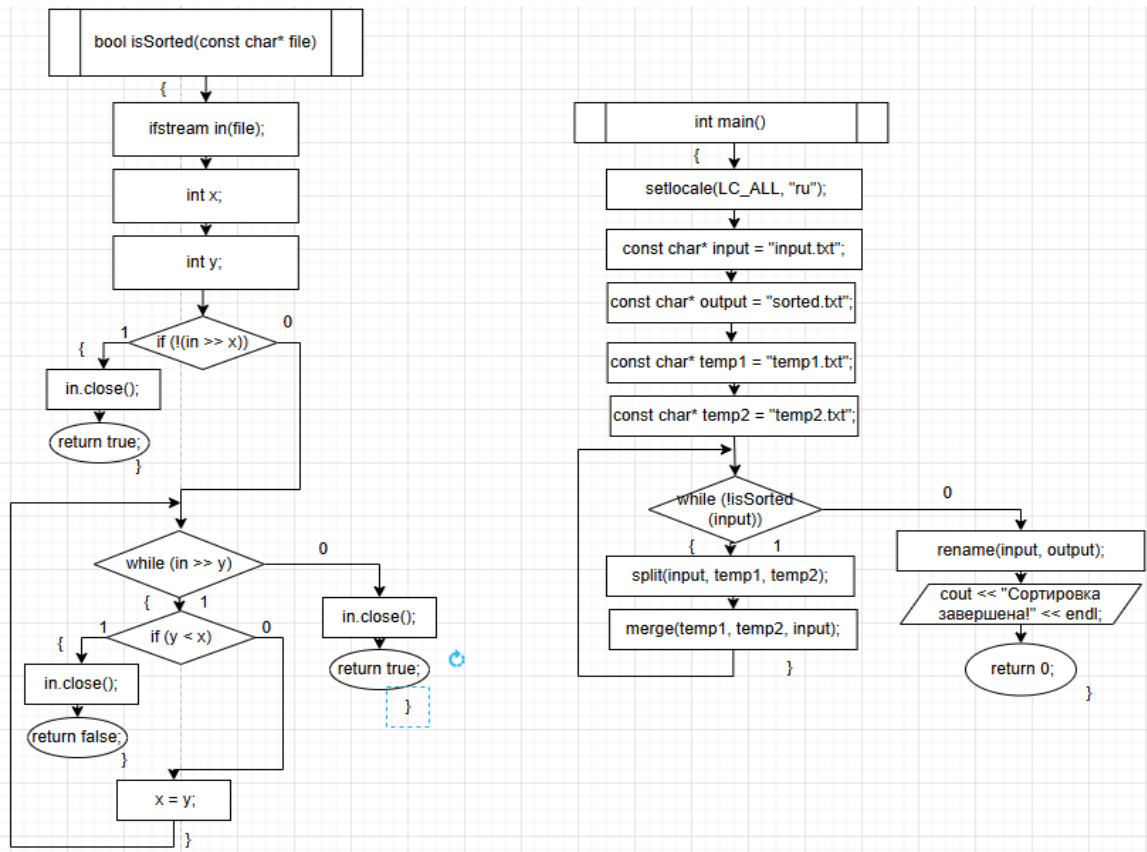 bool isSorted(const char* file)
{
ifstream in(file);
int x;
int y;
if (!(in >> x))
1
0
{
in.close();
return true;
}
while (in >> y)
0
{
1
if (y < x)
1
0
{
in.close();
return false;
}
x = y;
}
in.close();
return true;
}
int main()
{
setlocale(LC_ALL, "ru");
const char* input = "input.txt";
const char* output = "sorted.txt";
const char* temp1 = "temp1.txt";
const char* temp2 = "temp2.txt";
while (!isSorted
(input))
0
{
1
split(input, temp1, temp2);
merge(temp1, temp2, input);
}
rename(input, output);
cout << "Сортировка
завершена!" << endl;
return 0;
}